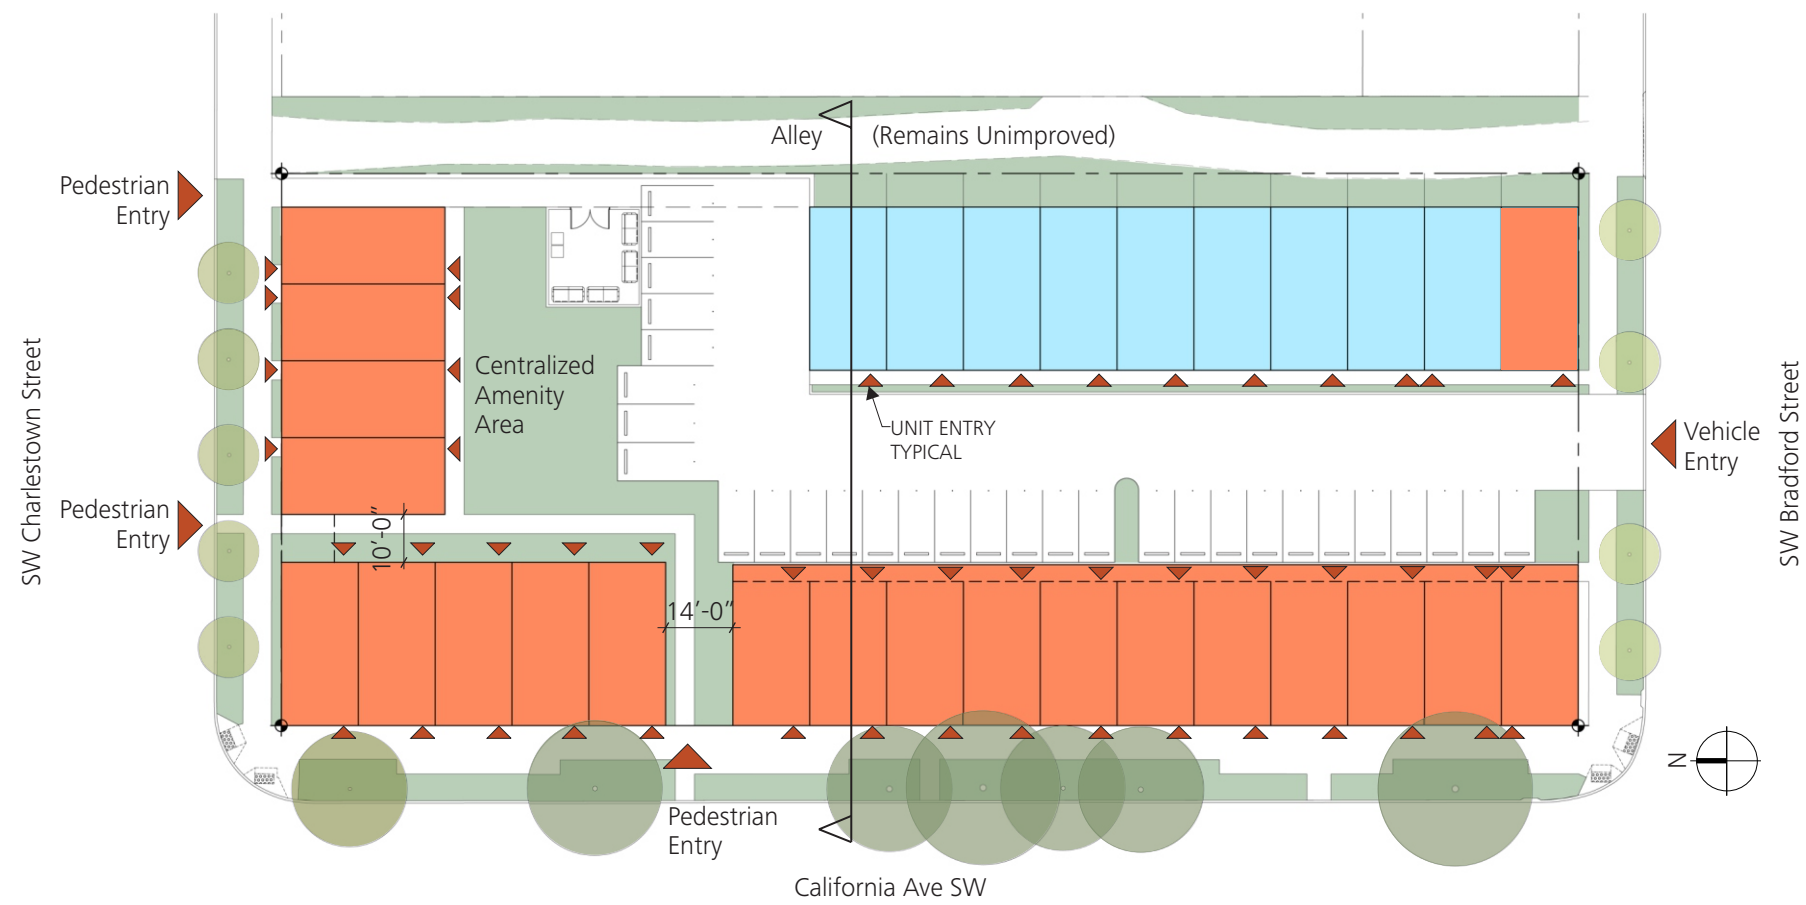 Alley (Remains Unimproved)
Pedestrian
Entry
Centralized
Amenity
Area
UNIT ENTRY
TYPICAL
Vehicle
Entry
SW Charlestown Street
SW Bradford Street
Pedestrian
Entry
10'-0"
14'-0"
N
Pedestrian
Entry
California Ave SW